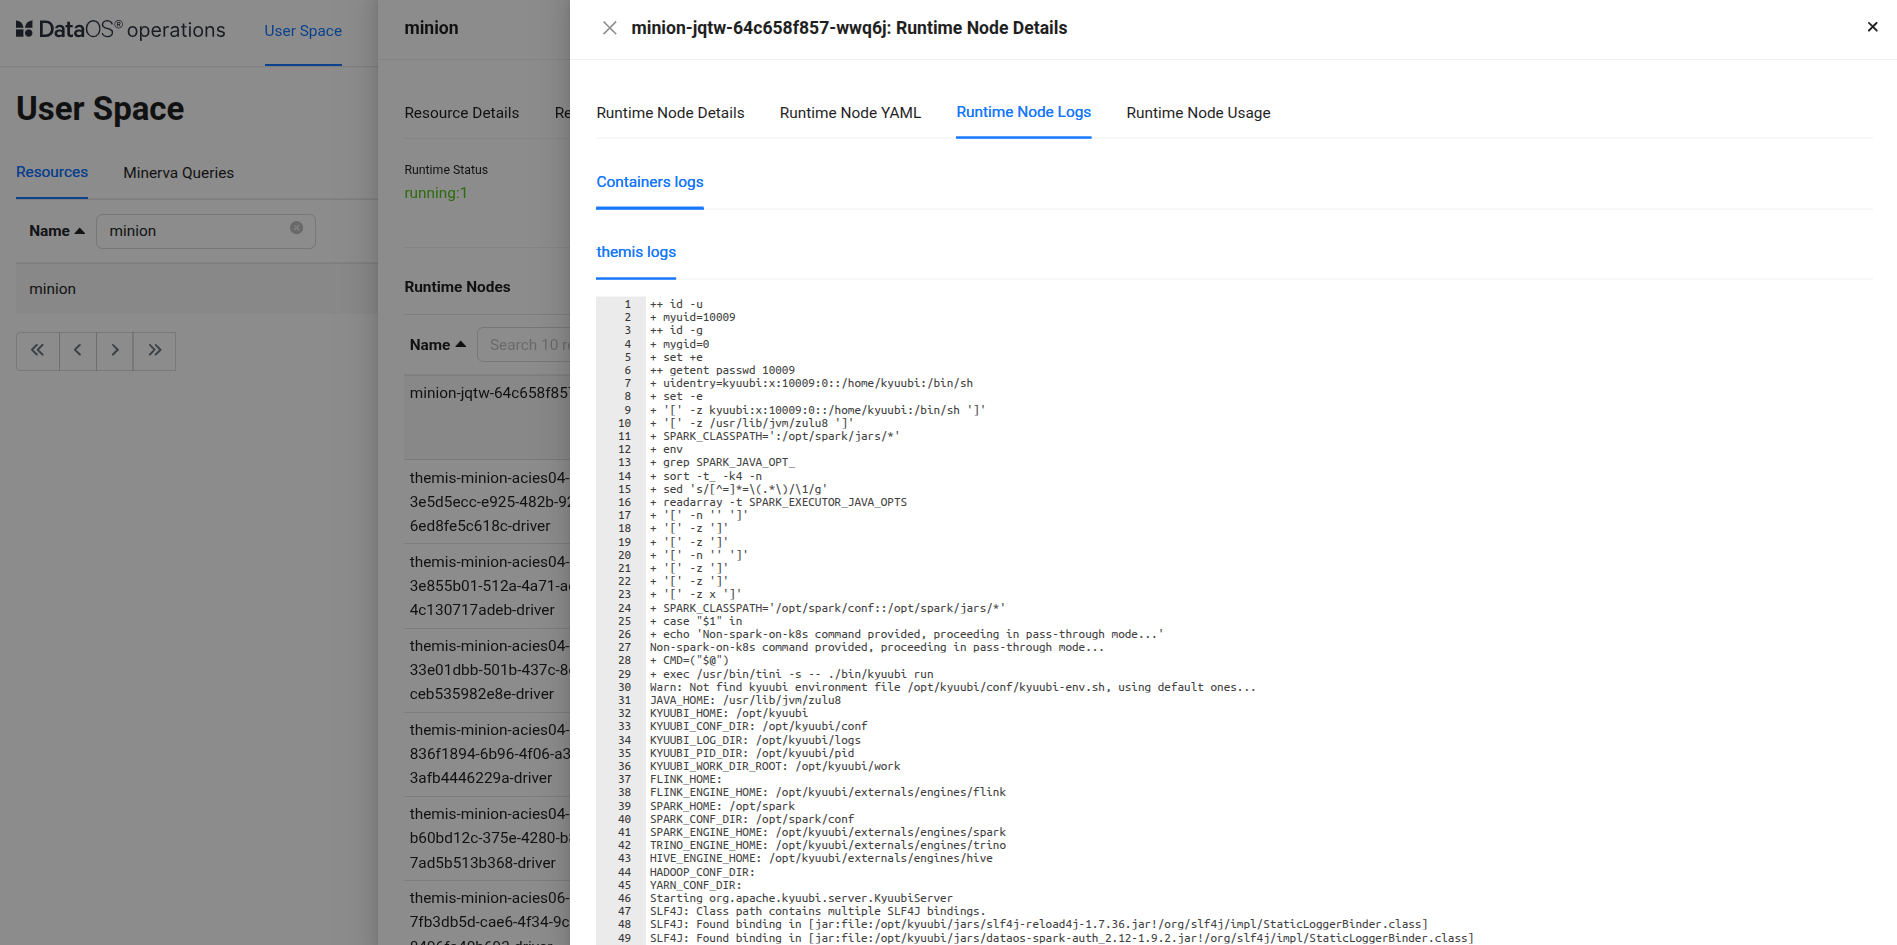 DataOS® operations
User Space
User Space
Resources
Minerva Queries
Name
minion
minion
minion
Resource Details
Re
Runtime Status
running:1
Runtime Nodes
Name
Search 10 r
minion-jqtw-64c658f85
themis-minion-acies04-
3e5d5ecc-e925-482b-92
6ed8fe5c618c-driver
themis-minion-acies04-
3e855b01-512a-4a71-a
4c130717adeb-driver
themis-minion-acies04-
33e01dbb-501b-437c-8
ceb535982e8e-driver
themis-minion-acies04-
836f1894-6b96-4f06-a3
3afb4446229a-driver
themis-minion-acies04-
b60bd12c-375e-4280-b
7ad5b513b368-driver
themis-minion-acies06-
7fb3db5d-cae6-4f34-9c
minion-jqtw-64c658f857-wwq6j: Runtime Node Details
Runtime Node Details
Runtime Node YAML
Runtime Node Logs
Runtime Node Usage
Containers logs
themis logs
1 ++ id -u
2 + myuid=10009
3 ++ id -g
4 + mygid=0
5 + set +e
6 ++ getent passwd 10009
7 + uidentry=kyuubi:x:10009:0::/home/kyuubi:/bin/sh
8 + set -e
9 + '[' -z kyuubi:x:10009:0::/home/kyuubi:/bin/sh ']'
10 + '[' -z /usr/lib/jvm/zulu8 ']'
11 + SPARK_CLASSPATH=':/opt/spark/jars/*'
12 + env
13 + grep SPARK_JAVA_OPT_
14 + sort -t_ -k4 -n
15 + sed 's/[^=]*=\(.*\)/\1/g'
16 + readarray -t SPARK_EXECUTOR_JAVA_OPTS
17 + '[' -n '' ']'
18 + '[' -z ']'
19 + '[' -z ']'
20 + '[' -n '' ']'
21 + '[' -z ']'
22 + '[' -z ']'
23 + '[' -z x ']'
24 + SPARK_CLASSPATH='/opt/spark/conf::/opt/spark/jars/*'
25 + case "$1" in
26 + echo 'Non-spark-on-k8s command provided, proceeding in pass-through mode...'
27 Non-spark-on-k8s command provided, proceeding in pass-through mode...
28 + CMD=("$@")
29 + exec /usr/bin/tini -s -- ./bin/kyuubi run
30 Warn: Not find kyuubi environment file /opt/kyuubi/conf/kyuubi-env.sh, using default ones...
31 JAVA_HOME: /usr/lib/jvm/zulu8
32 KYUUBI_HOME: /opt/kyuubi
33 KYUUBI_CONF_DIR: /opt/kyuubi/conf
34 KYUUBI_LOG_DIR: /opt/kyuubi/logs
35 KYUUBI_PID_DIR: /opt/kyuubi/pid
36 KYUUBI_WORK_DIR_ROOT: /opt/kyuubi/work
37 FLINK_HOME:
38 FLINK_ENGINE_HOME: /opt/kyuubi/externals/engines/flink
39 SPARK_HOME: /opt/spark
40 SPARK_CONF_DIR: /opt/spark/conf
41 SPARK_ENGINE_HOME: /opt/kyuubi/externals/engines/spark
42 TRINO_ENGINE_HOME: /opt/kyuubi/externals/engines/trino
43 HIVE_ENGINE_HOME: /opt/kyuubi/externals/engines/hive
44 HADOOP_CONF_DIR:
45 YARN_CONF_DIR:
46 Starting org.apache.kyuubi.server.KyuubiServer
47 SLF4J: Class path contains multiple SLF4J bindings.
48 SLF4J: Found binding in [jar:file:/opt/kyuubi/jars/slf4j-reload4j-1.7.36.jar!/org/slf4j/impl/StaticLoggerBinder.class]
49 SLF4J: Found binding in [jar:file:/opt/kyuubi/jars/dataos-spark-auth_2.12-1.9.2.jar!/org/slf4j/impl/StaticLoggerBinder.class]